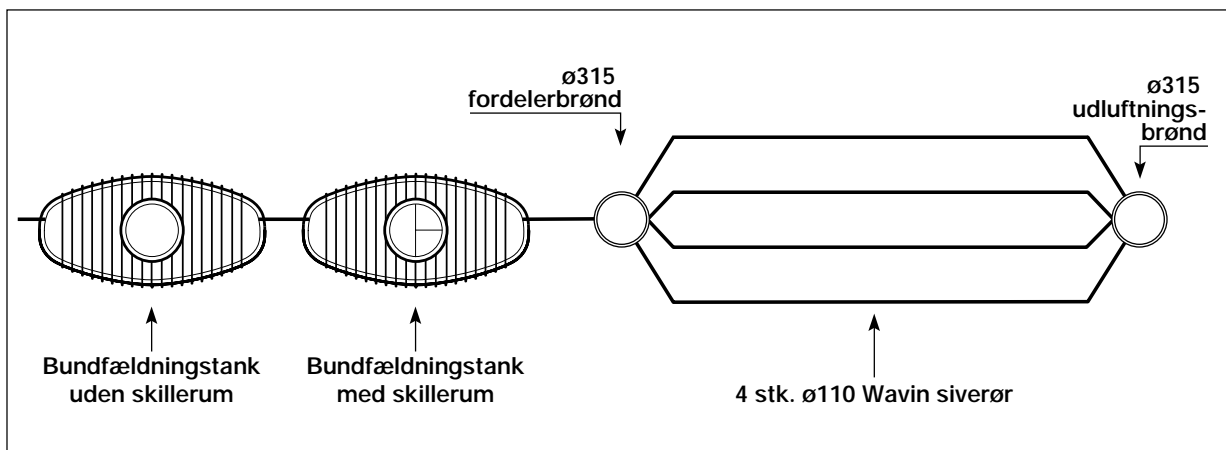 ø315
fordelerbrønd
ø315
udluftnings-
brønd
Bundfældningstank
uden skillerum
Bundfældningstank
med skillerum
4 stk. ø110 Wavin siverør